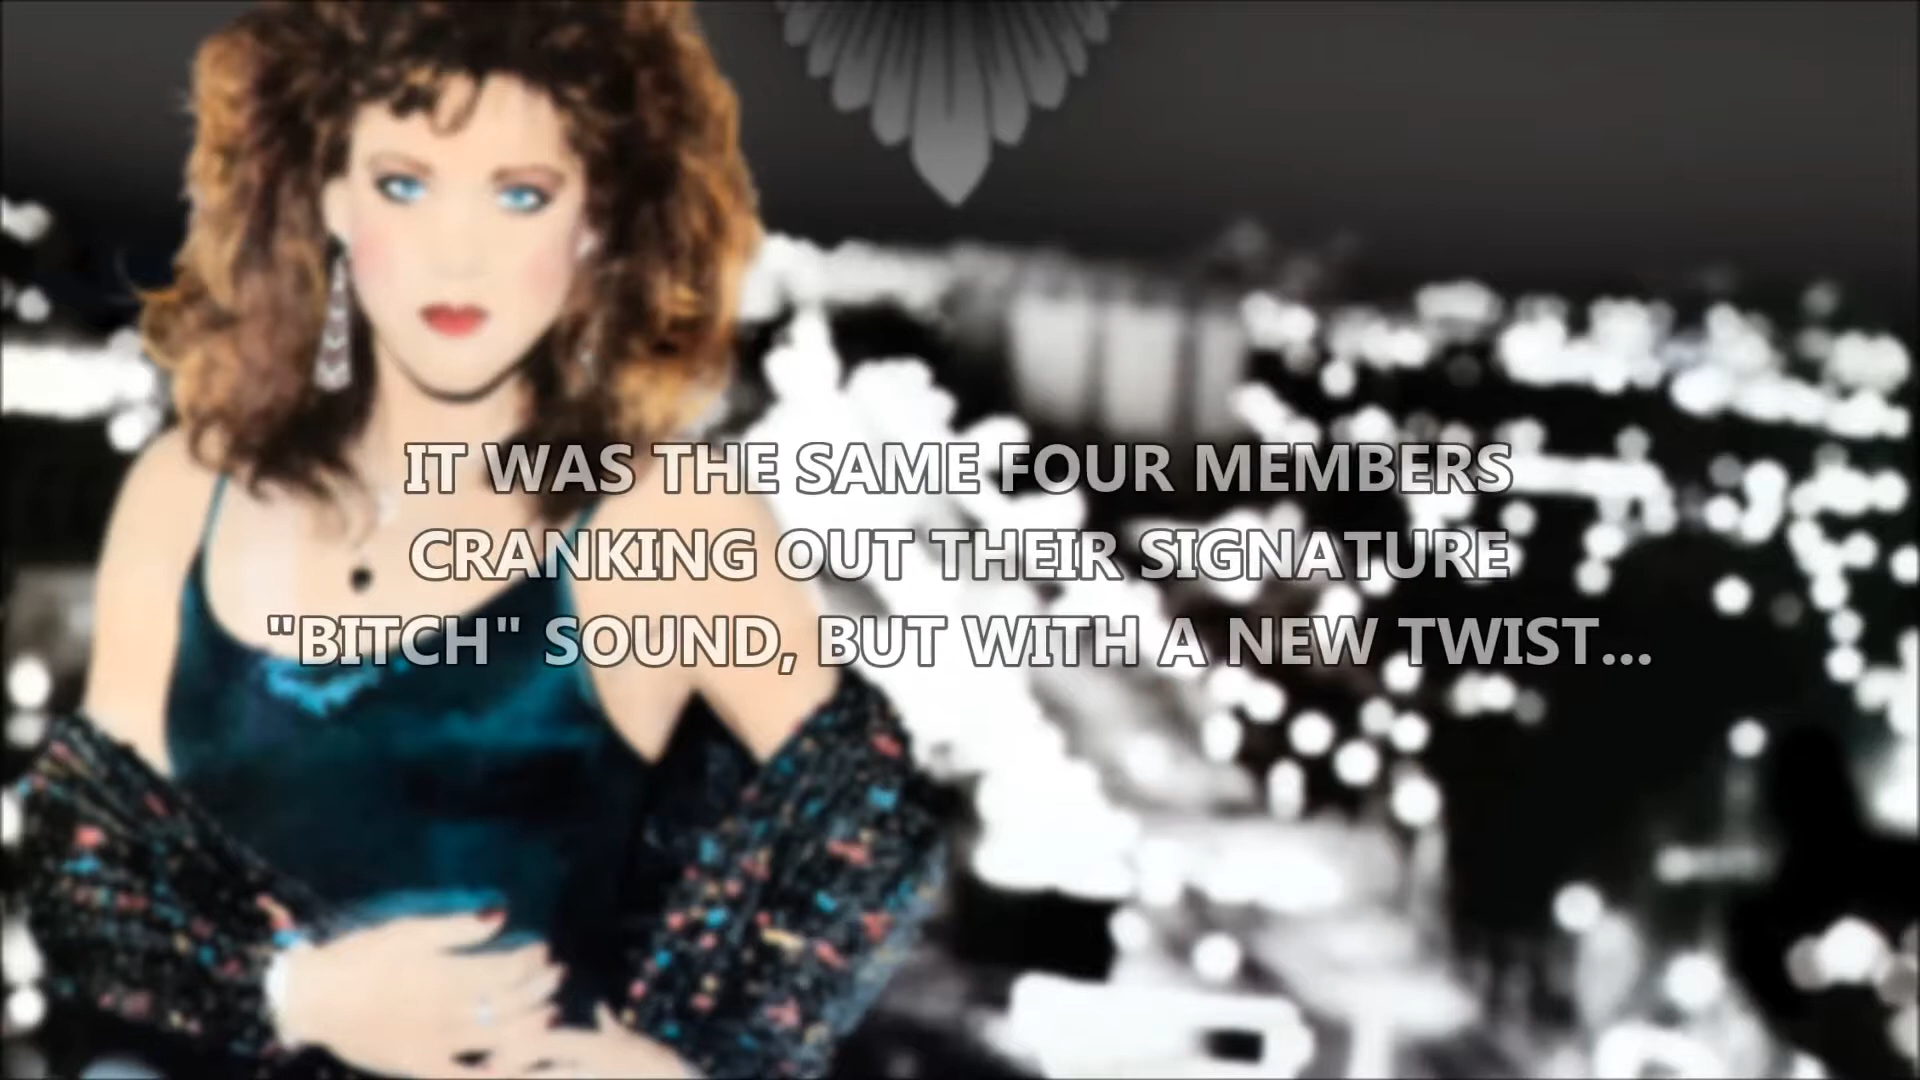 IT WAS THE SAME FOUR MEMBERS
CRANKING OUT THEIR SIGNATURE
"BITCH" SOUND, BUT WITH A NEW TWIST...